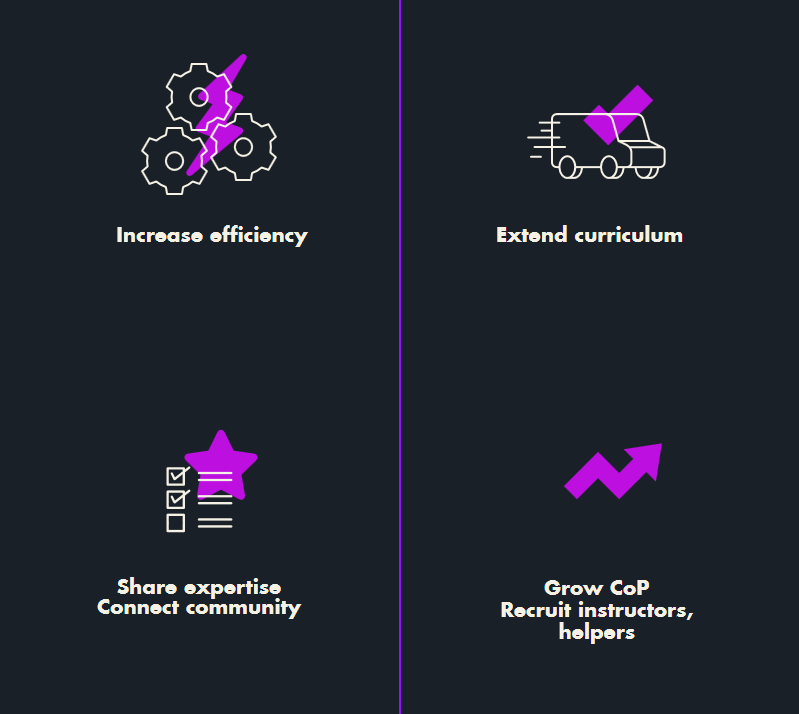 Increase efficiency
Extend curriculum
Share expertise
Connect community
Grow CoP
Recruit instructors,
helpers